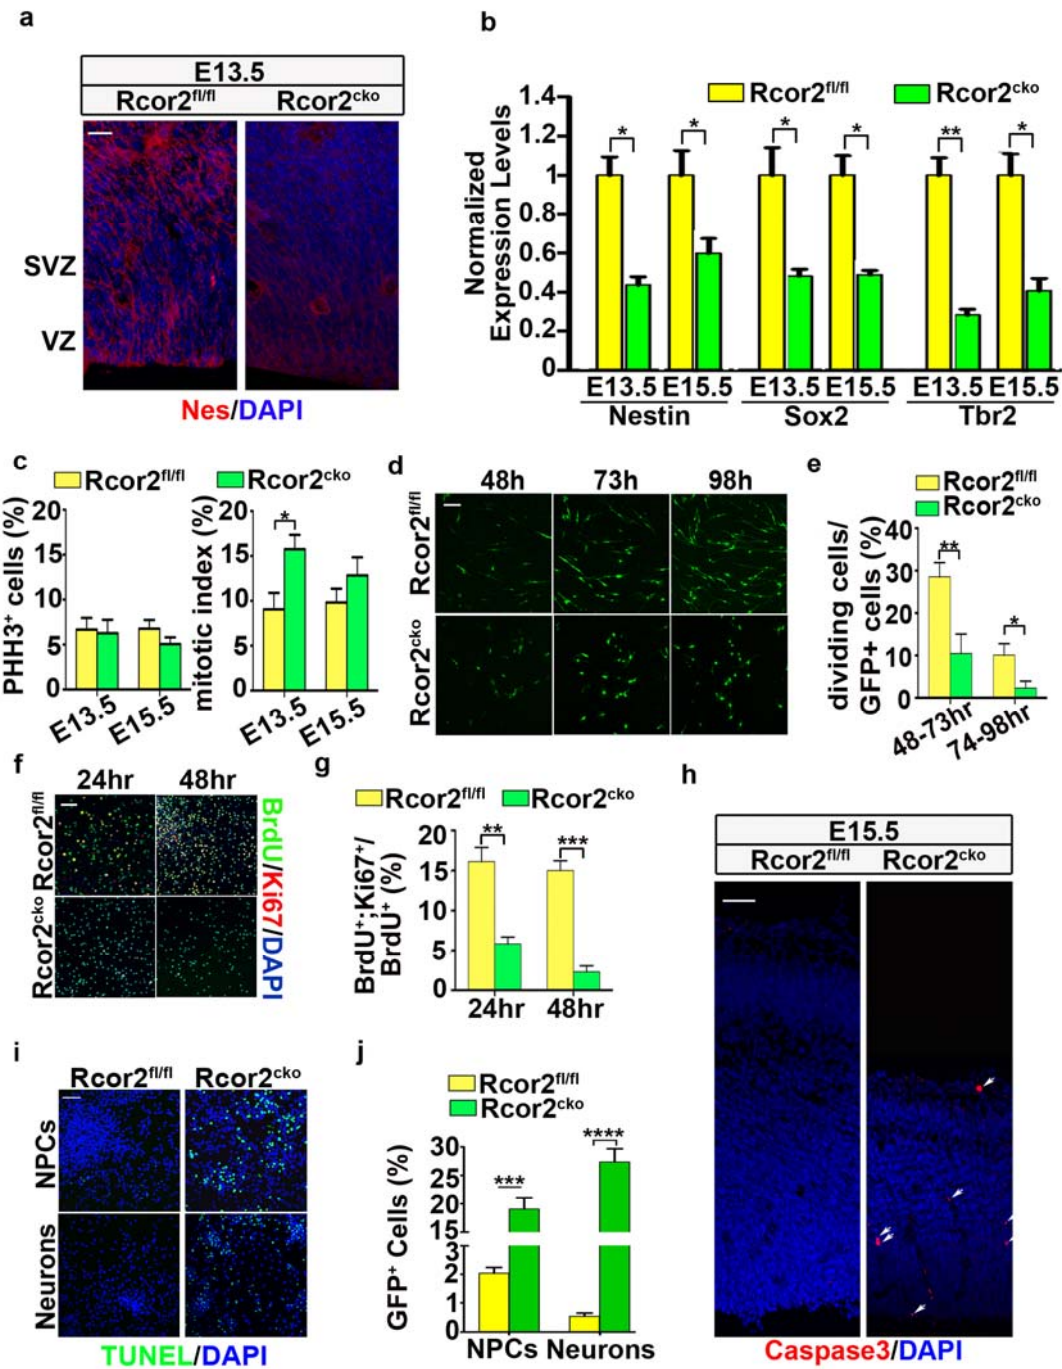 a
E13.5
Rcor2fl/fl Rcor2cko
SVZ
VZ
Nes/DAPI
b
Rcor2fl/fl Rcor2cko
Normalized
Expression Levels
1.4
1.2
1
0.8
0.6
0.4
0.2
0
* * * * ** *
E13.5 E15.5 E13.5 E15.5 E13.5 E15.5
Nestin Sox2 Tbr2
c
Rcor2fl/fl Rcor2cko
PHH3+ cells (%)
20
15
10
5
0
E13.5 E15.5
mitotic index (%)
20
15
10
5
0
*
E13.5 E15.5
d
48h 73h 98h
Rcor2fl/fl
Rcor2cko
e
Rcor2fl/fl
Rcor2cko
dividing cells/
GFP+ cells (%)
40
30
20
10
0
** *
48-73hr 74-98hr
f
24hr 48hr
Rcor2fl/fl
Rcor2cko
BrdU/Ki67/DAPI
g
Rcor2fl/fl Rcor2cko
BrdU+;Ki67+/
BrdU+ (%)
20
15
10
5
0
** ***
24hr 48hr
h
E15.5
Rcor2fl/fl Rcor2cko
Caspase3/DAPI
i
Rcor2fl/fl Rcor2cko
NPCs
Neurons
TUNEL/DAPI
j
Rcor2fl/fl
Rcor2cko
GFP+ Cells (%)
30
25
20
15
3
2
1
0
*** ****
NPCs Neurons